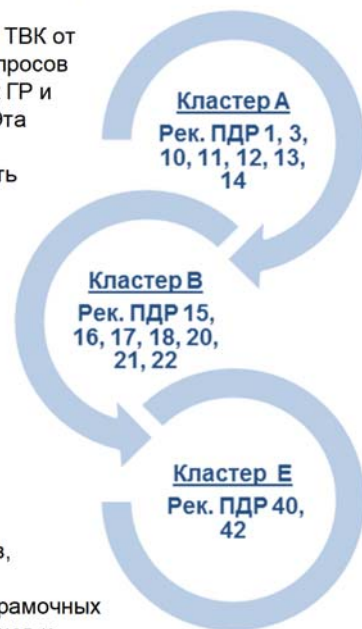 ТВК от
просов
ГР и
та
ть
Кластер A
Рек. ПДР 1, 3,
10, 11, 12, 13,
14
Кластер B
Рек. ПДР 15,
16, 17, 18, 20,
21, 22
Кластер E
Рек. ПДР 40,
42
в,
рамочных